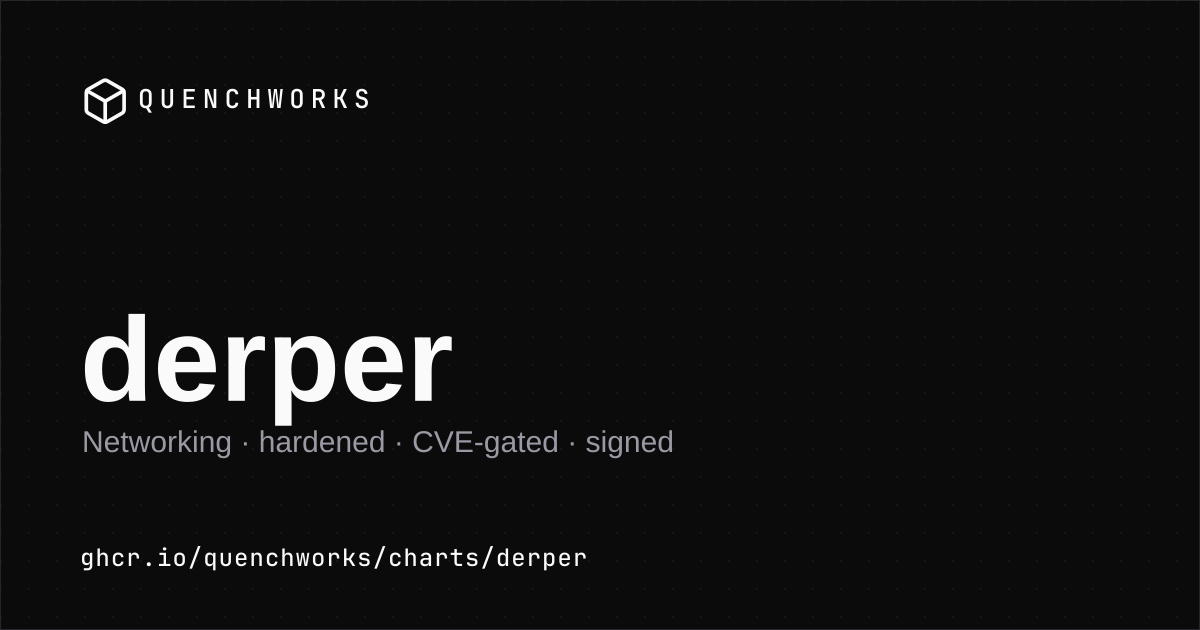 QUENCHWORKS
derper
Networking · hardened · CVE-gated · signed
ghcr.io/quenchworks/charts/derper